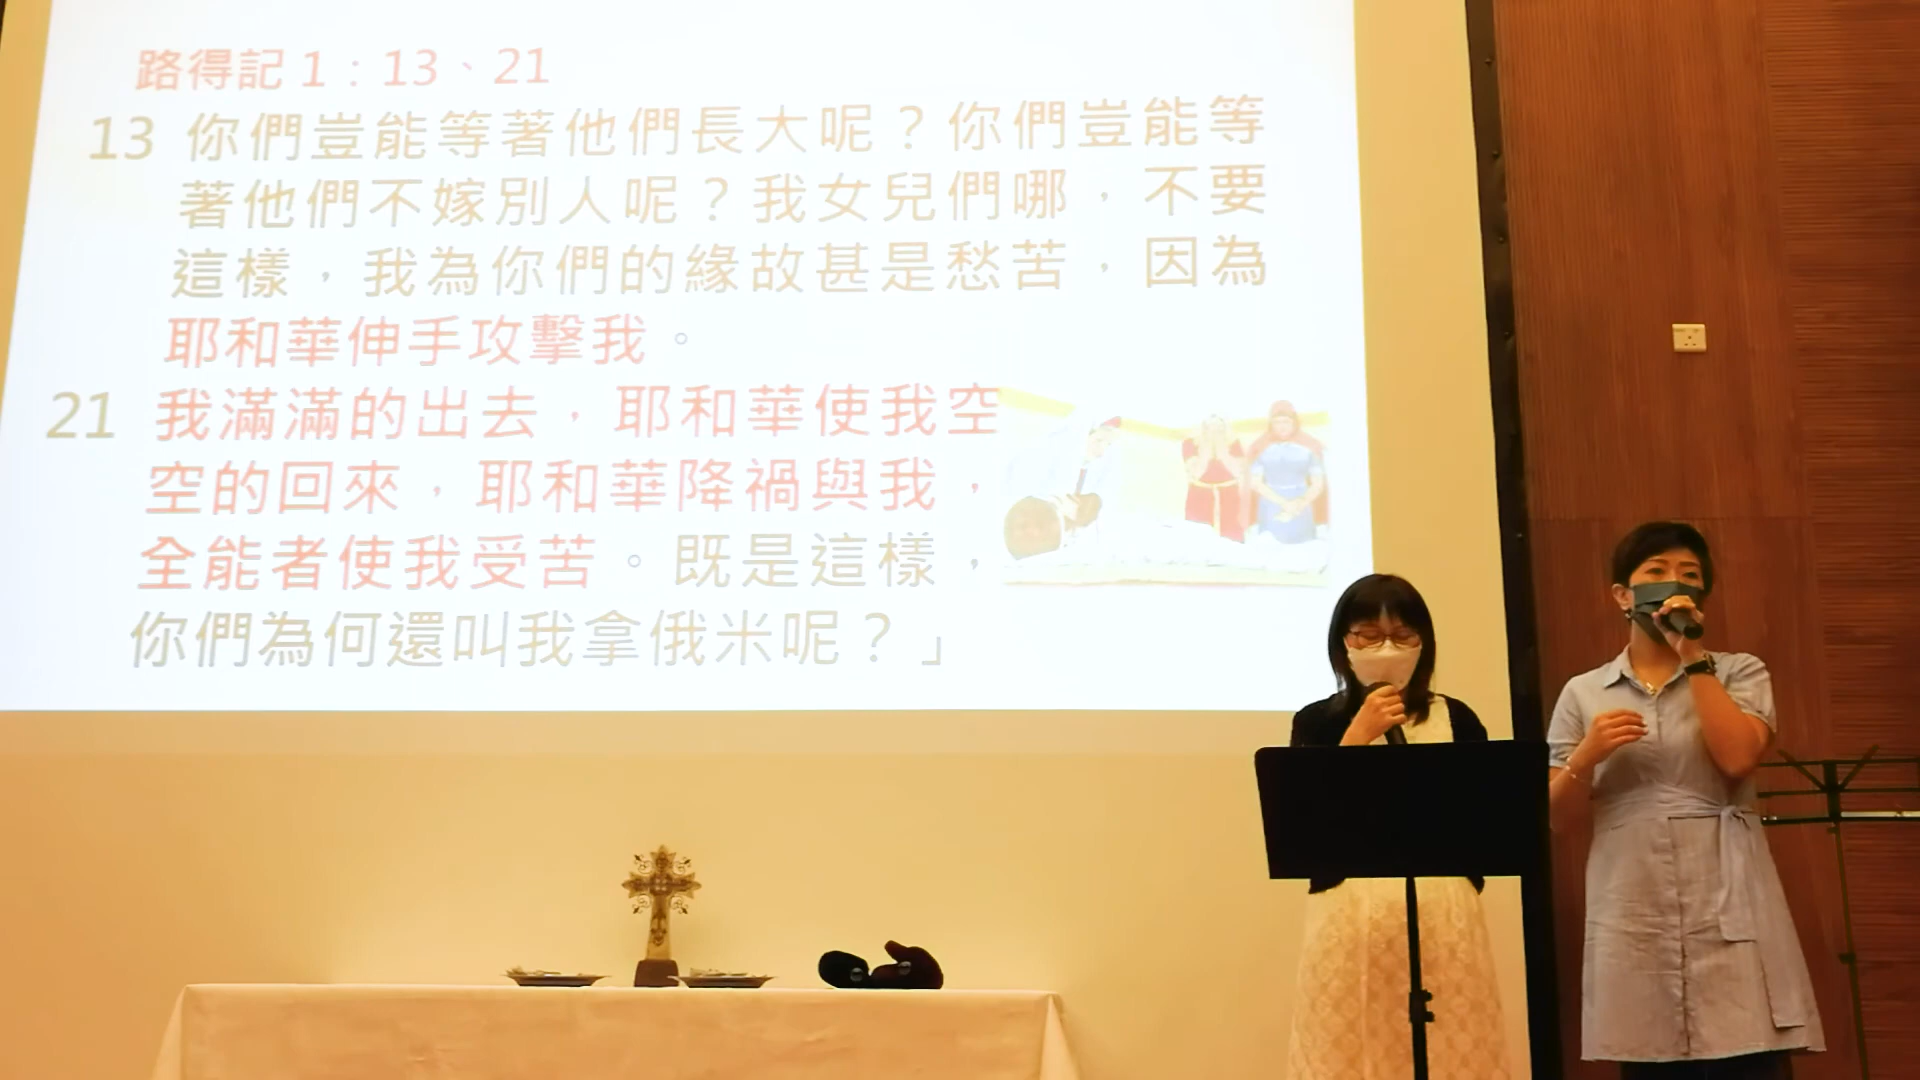 路得記 1：13、21
13 你們豈能等著他們長大呢？你們豈能等
著他們不嫁別人呢？我女兒們哪，不要
這樣，我為你們的緣故甚是愁苦，因為
耶和華伸手攻擊我。
21 我滿滿的出去，耶和華使我空
空的回來，耶和華降禍與我，
全能者使我受苦。既是這樣，
你們為何還叫我拿俄米呢？」